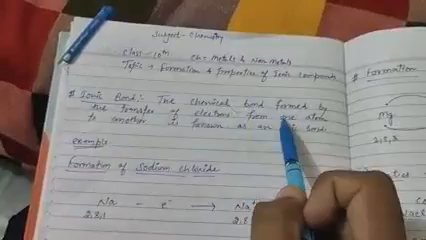 Subject - Chemistry
Class - 10th Ch: Metals & Non Metals
Topic → Formation & Properties of Ionic Compounds
# Ionic Bond:- The chemical bond formed by
the transfer of electrons from one atom
to another is known as an bond
example
Formation of Sodium Chloride
Na - e⁻ → Na⁺
2,8,1 2,8
# Formation
Mg
2,8,2